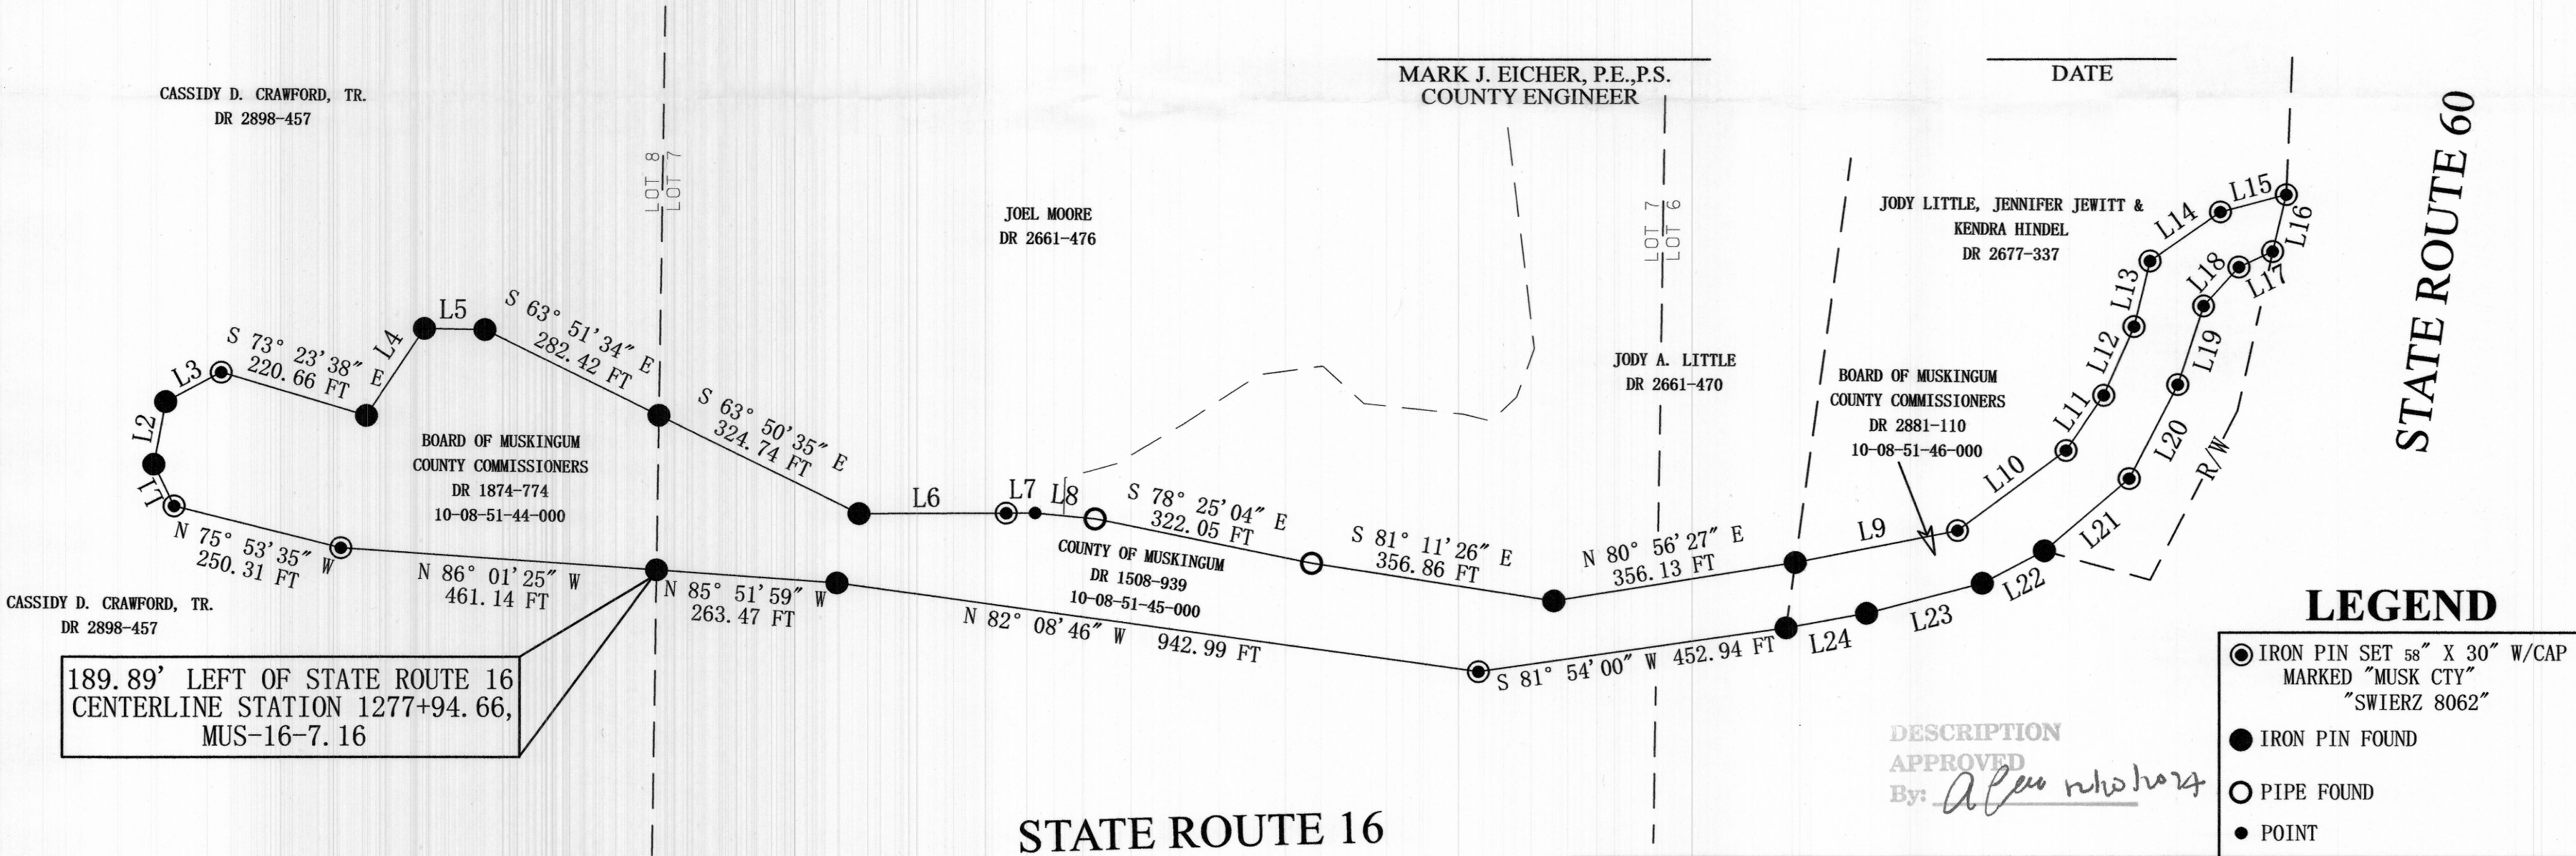 MARK J. EICHER, P.E.,P.S.
COUNTY ENGINEER
DATE
CASSIDY D. CRAWFORD, TR.
DR 2898-457
LOT 8
LOT 7
JOEL MOORE
DR 2661-476
LOT 7
LOT 6
JODY LITTLE, JENNIFER JEWITT &
KENDRA HINDEL
DR 2677-337
STATE ROUTE 60
L14
L15
L16
L13
L18
L17
L12
L19
L11
L20
L10
R/W
L21
L9
L22
L23
L24
JODY A. LITTLE
DR 2661-470
BOARD OF MUSKINGUM
COUNTY COMMISSIONERS
DR 2881-110
10-08-51-46-000
L5
S 63° 51'34" E
282.42 FT
L4
S 73° 23'38" E
220.66 FT
L3
L2
L1
S 63° 50'35" E
324.74 FT
BOARD OF MUSKINGUM
COUNTY COMMISSIONERS
DR 1874-774
10-08-51-44-000
L6
L7
L8
S 78° 25'04" E
322.05 FT
S 81° 11'26" E
356.86 FT
N 80° 56'27" E
356.13 FT
N 75° 53'35" W
250.31 FT
N 86° 01'25" W
461.14 FT
N 85° 51'59" W
263.47 FT
COUNTY OF MUSKINGUM
DR 1508-939
10-08-51-45-000
N 82° 08'46" W 942.99 FT
S 81° 54'00" W 452.94 FT
CASSIDY D. CRAWFORD, TR.
DR 2898-457
189.89' LEFT OF STATE ROUTE 16
CENTERLINE STATION 1277+94.66,
MUS-16-7.16
STATE ROUTE 16
DESCRIPTION
APPROVED
By:
LEGEND
IRON PIN SET 58" X 30" W/CAP
MARKED "MUSK CTY"
"SWIERZ 8062"
IRON PIN FOUND
PIPE FOUND
POINT